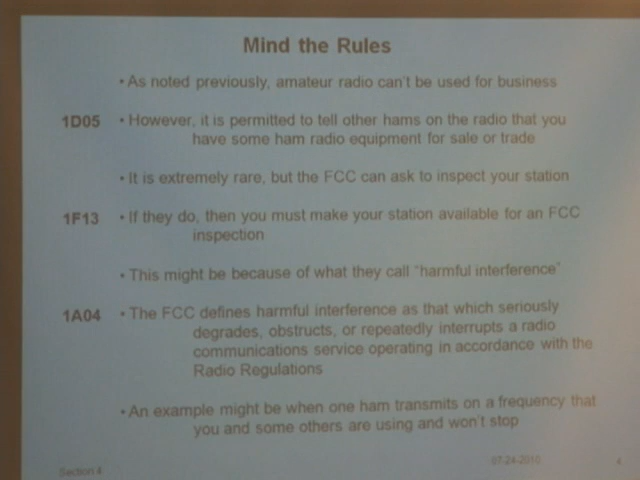 Mind the Rules
• As noted previously, amateur radio can't be used for business
1D05 • However, it is permitted to tell other hams on the radio that you
have some ham radio equipment for sale or trade
• It is extremely rare, but the FCC can ask to inspect your station
1F13 • If they do, then you must make your station available for an FCC
inspection
• This might be because of what they call "harmful interference"
1A04 • The FCC defines harmful interference as that which seriously
degrades, obstructs, or repeatedly interrupts a radio
communications service operating in accordance with the
Radio Regulations
• An example might be when one ham transmits on a frequency that
you and some others are using and won't stop
Section 4 07-24-2010 4